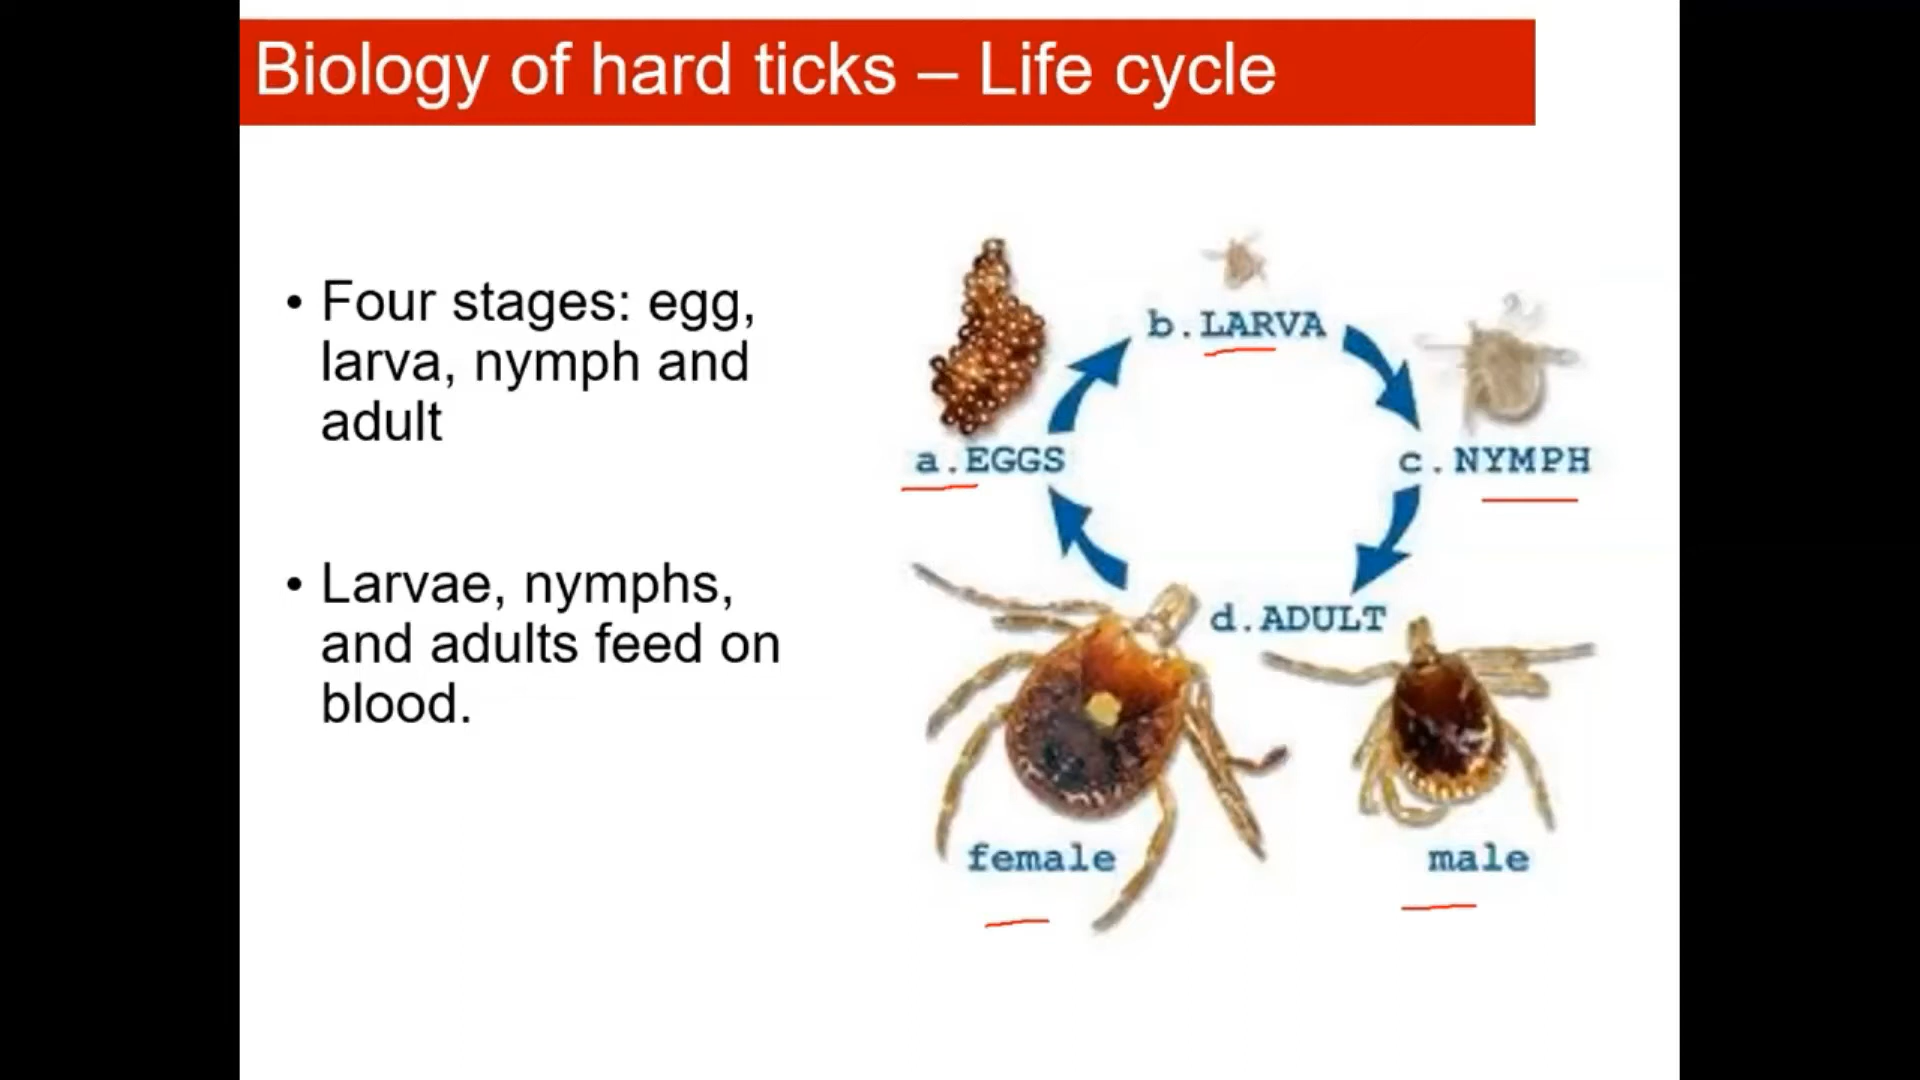 Biology of hard ticks – Life cycle
• Four stages: egg,
larva, nymph and
adult
• Larvae, nymphs,
and adults feed on
blood.
b.LARVA
a.EGGS
c.NYMPH
d.ADULT
female
male